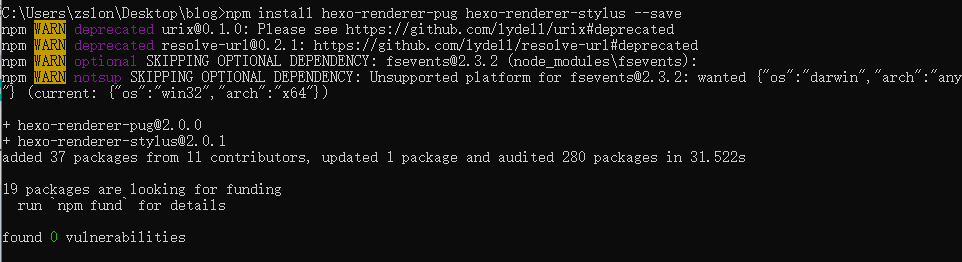 C:\Users\zslon\Desktop\blog>npm install hexo-renderer-pug hexo-renderer-stylus --save
npm WARN deprecated urix@0.1.0: Please see https://github.com/lydell/urix#deprecated
npm WARN deprecated resolve-url@0.2.1: https://github.com/lydell/resolve-url#deprecated
npm WARN optional SKIPPING OPTIONAL DEPENDENCY: fsevents@2.3.2 (node_modules\fsevents):
npm WARN notsup SKIPPING OPTIONAL DEPENDENCY: Unsupported platform for fsevents@2.3.2: wanted {"os":"darwin","arch":"any
"} (current: {"os":"win32","arch":"x64"})
+ hexo-renderer-pug@2.0.0
+ hexo-renderer-stylus@2.0.1
added 37 packages from 11 contributors, updated 1 package and audited 280 packages in 31.522s
19 packages are looking for funding
run `npm fund` for details
found 0 vulnerabilities